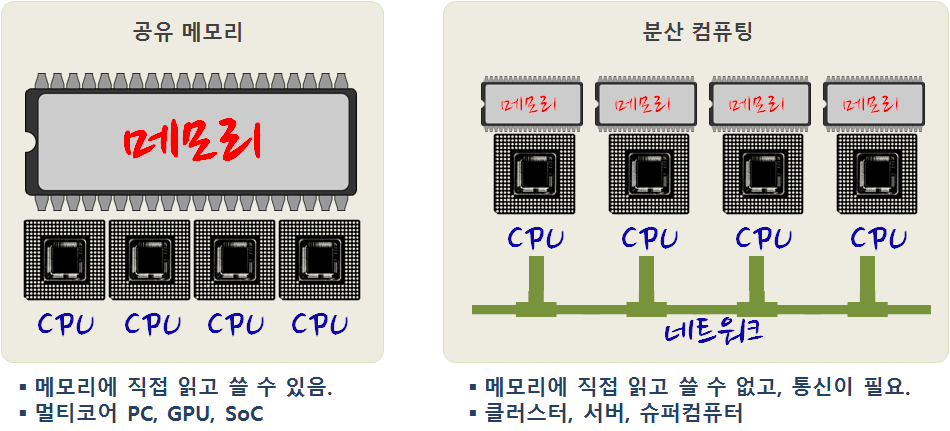 공유 메모리
메모리
CPU CPU CPU CPU
▪ 메모리에 직접 읽고 쓸 수 있음.
▪ 멀티코어 PC, GPU, SoC
분산 컴퓨팅
메모리 메모리 메모리 메모리
CPU CPU CPU CPU
네트워크
▪ 메모리에 직접 읽고 쓸 수 없고, 통신이 필요.
▪ 클러스터, 서버, 슈퍼컴퓨터